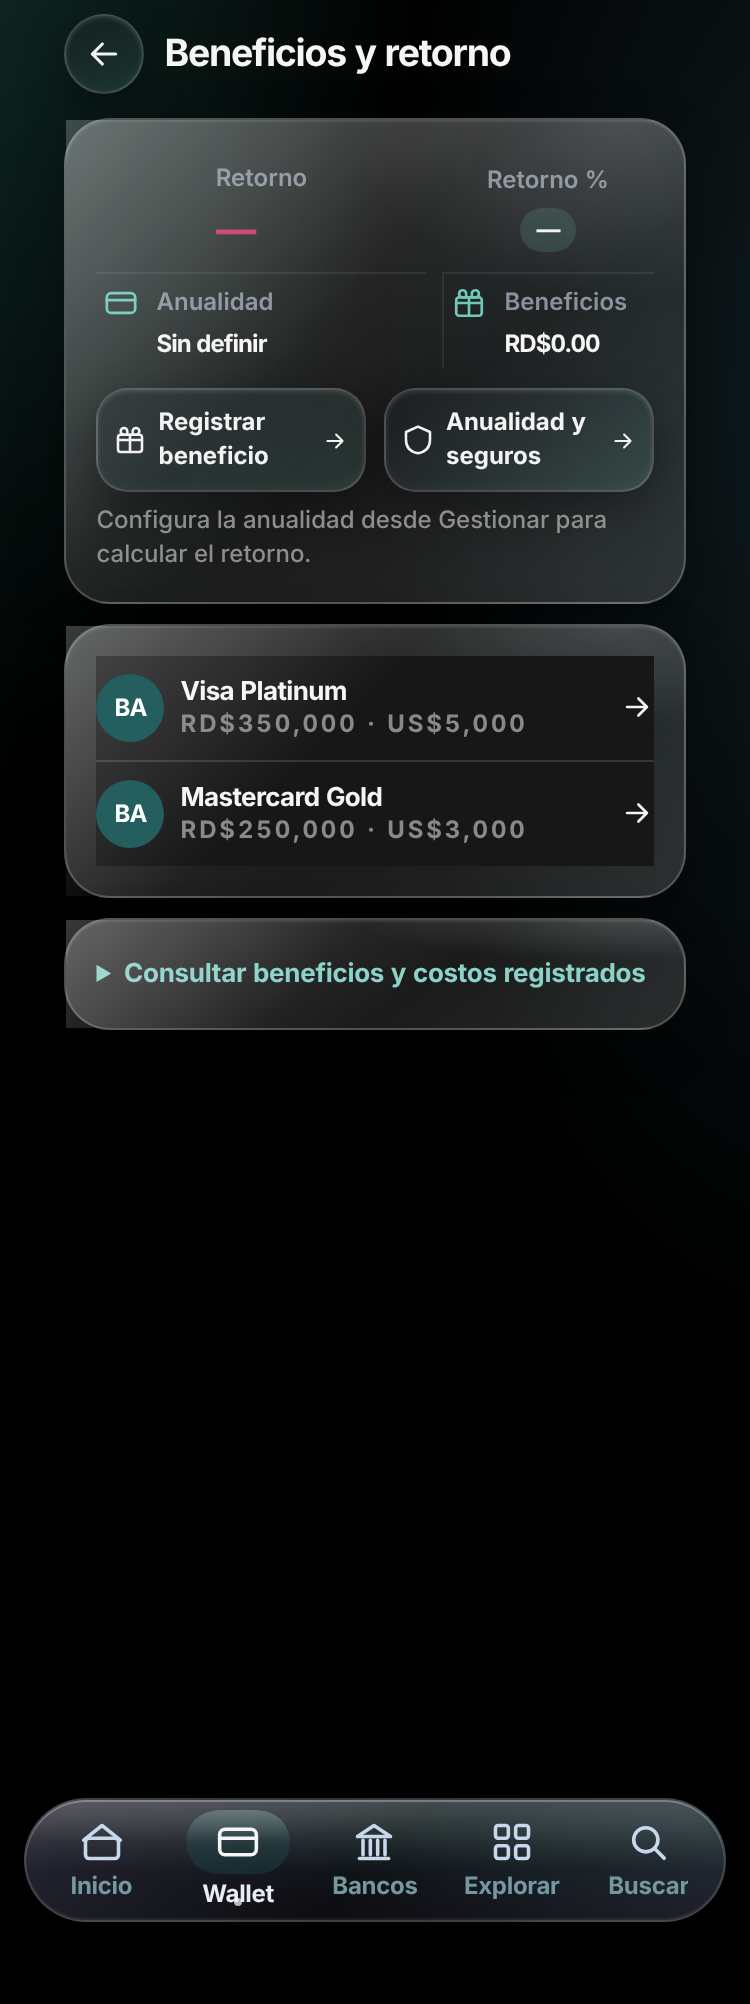 Beneficios y retorno
Retorno
Retorno %
—
—
Anualidad
Sin definir
Beneficios
RD$0.00
Registrar
beneficio
Anualidad y
seguros
Configura la anualidad desde Gestionar para
calcular el retorno.
BA
Visa Platinum
RD$350,000 · US$5,000
BA
Mastercard Gold
RD$250,000 · US$3,000
Consultar beneficios y costos registrados
Inicio
Wallet
Bancos
Explorar
Buscar